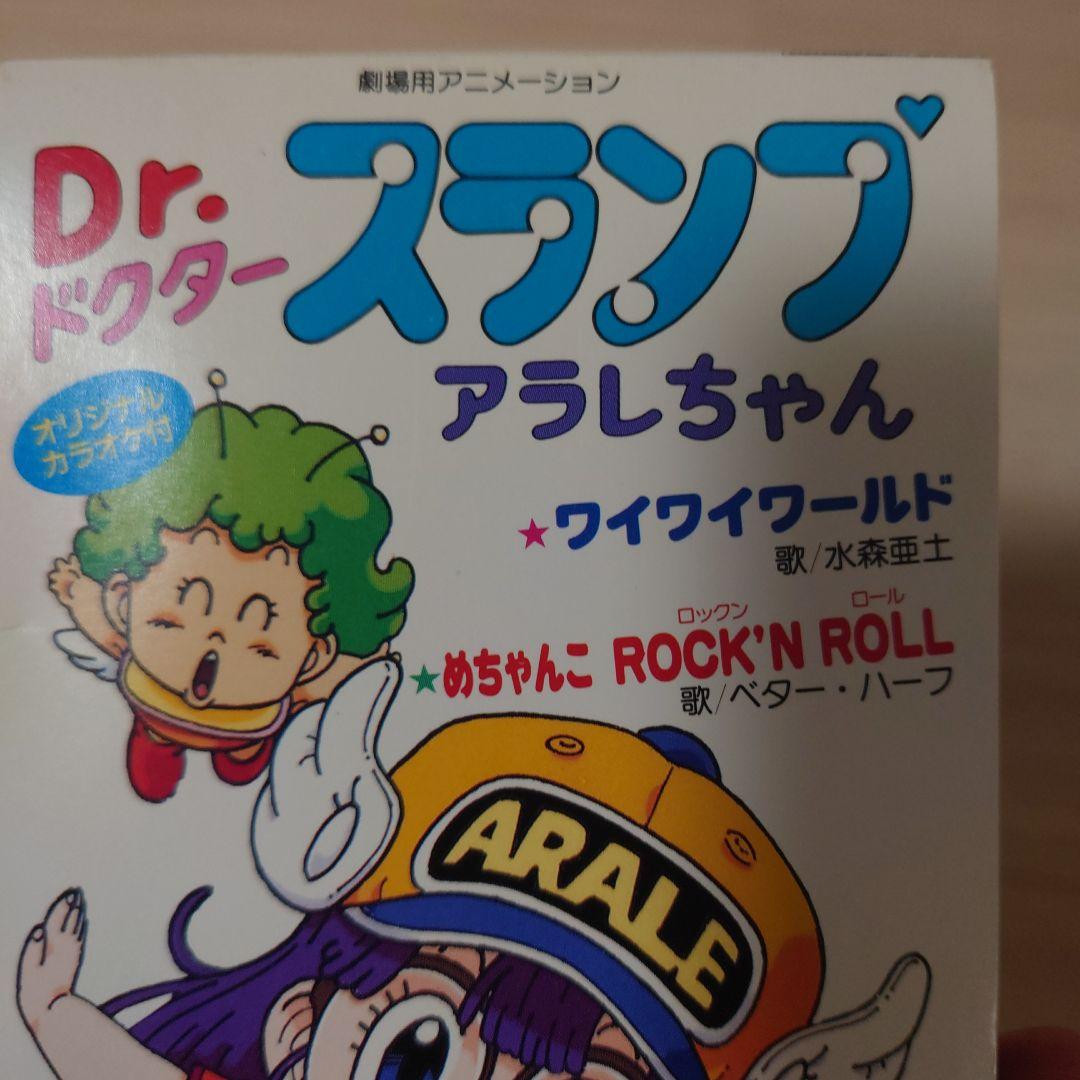 劇場用アニメーション
Dr.スランプ
ドクター
アラレちゃん
オリジナル
カラオケ付
★ワイワイワールド
歌/水森亜土
ロックン ロール
★めちゃんこ ROCK'N ROLL
歌/ベター・ハーフ
ARALE